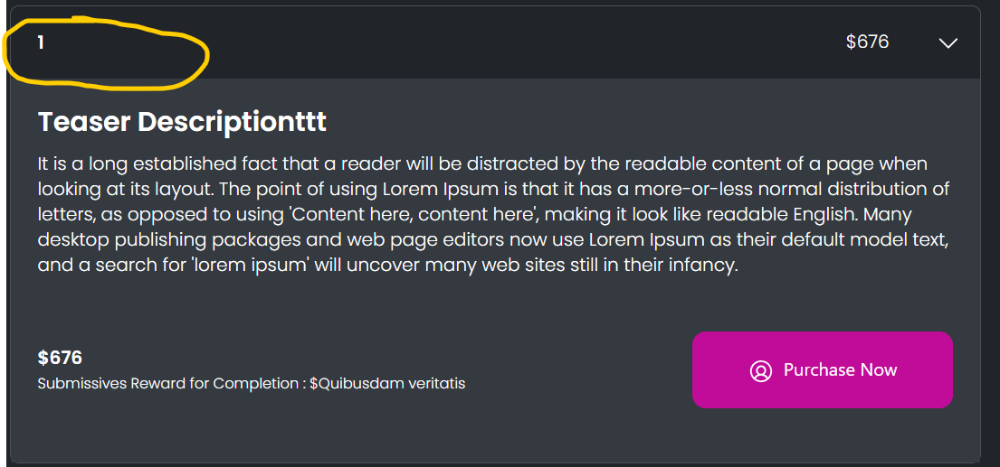 1 $676
Teaser Descriptionttt
It is a long established fact that a reader will be distracted by the readable content of a page when
looking at its layout. The point of using Lorem Ipsum is that it has a more-or-less normal distribution of
letters, as opposed to using 'Content here, content here', making it look like readable English. Many
desktop publishing packages and web page editors now use Lorem Ipsum as their default model text,
and a search for 'lorem ipsum' will uncover many web sites still in their infancy.
$676
Submissives Reward for Completion : $Quibusdam veritatis
Purchase Now